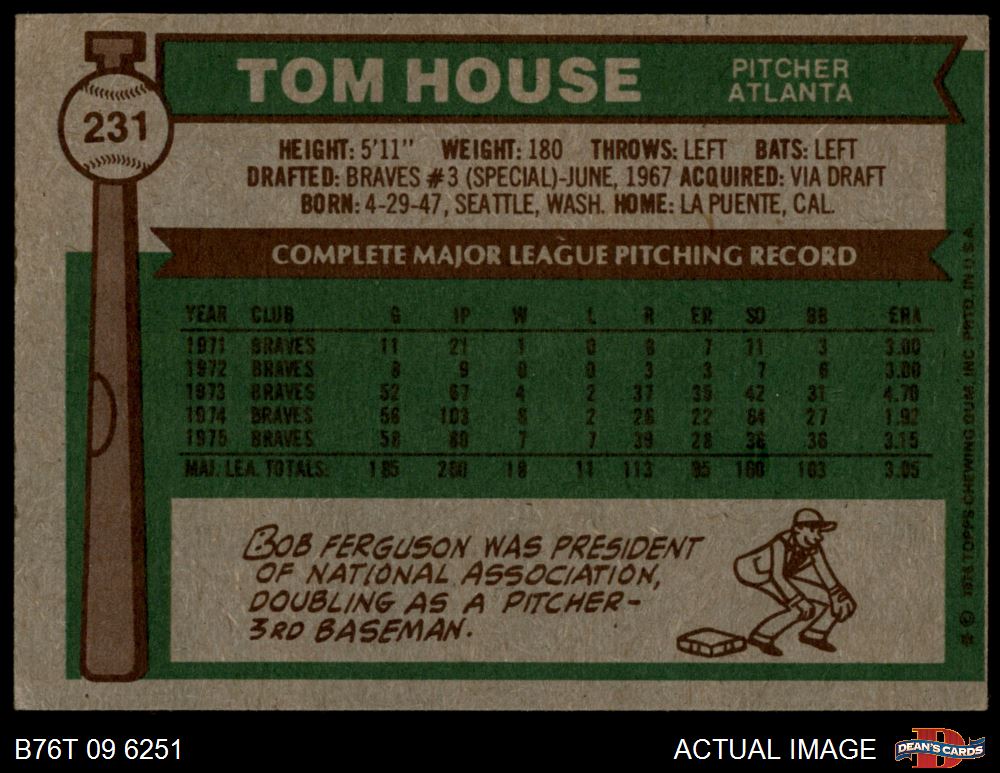 231
TOM HOUSE
PITCHER
ATLANTA
HEIGHT: 5'11" WEIGHT: 180 THROWS: LEFT BATS: LEFT
DRAFTED: BRAVES #3 (SPECIAL)-JUNE, 1967 ACQUIRED: VIA DRAFT
BORN: 4-29-47, SEATTLE, WASH. HOME: LA PUENTE, CAL.
COMPLETE MAJOR LEAGUE PITCHING RECORD
YEAR CLUB G IP W L R ER SO BB ERA
1971 BRAVES 11 21 1 0 8 7 11 3 3.00
1972 BRAVES 8 9 0 0 3 3 7 6 3.00
1973 BRAVES 52 67 4 2 37 35 42 31 4.70
1974 BRAVES 56 103 6 2 26 22 64 27 1.92
1975 BRAVES 58 80 7 7 39 28 36 36 3.15
MAJ. LEA. TOTALS: 185 280 18 11 113 95 160 103 3.05
BOB FERGUSON WAS PRESIDENT
OF NATIONAL ASSOCIATION,
DOUBLING AS A PITCHER-
3RD BASEMAN.
* © 1976 TOPPS CHEWING GUM, INC. PRTD. IN U.S.A.
B76T 09 6251
ACTUAL IMAGE
D
DEAN'S CARDS